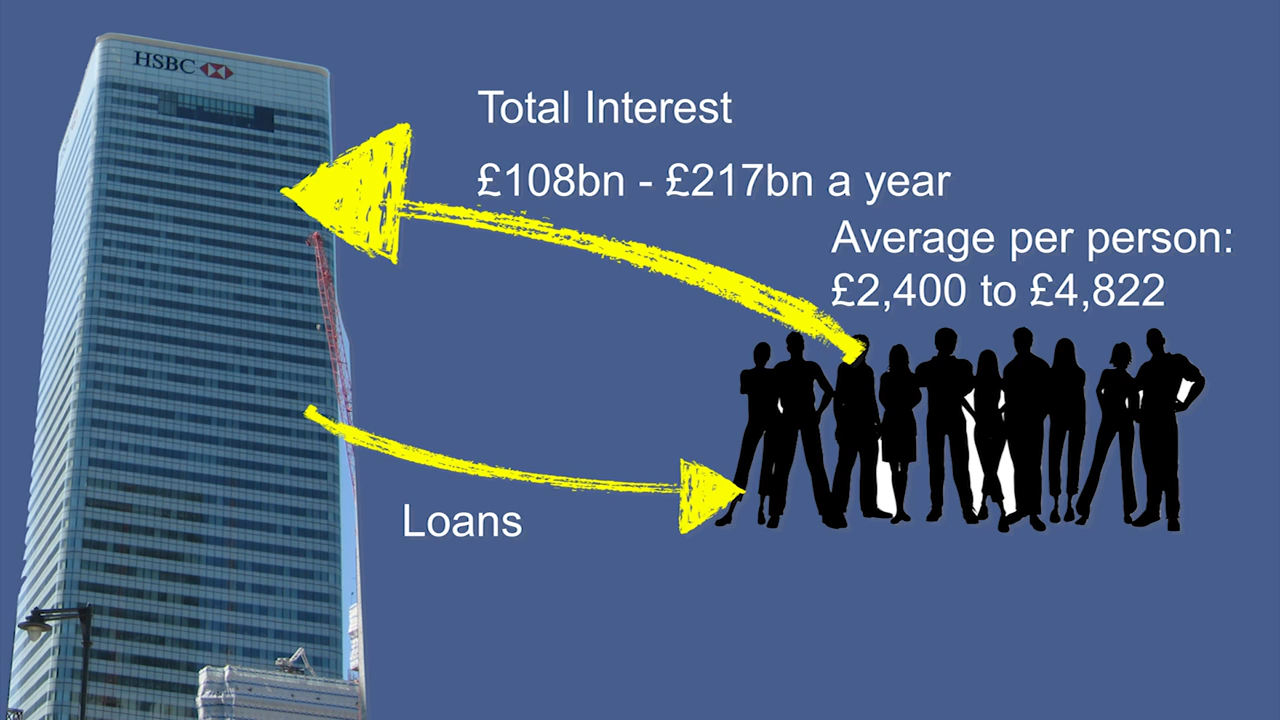 HSBC
Total Interest
£108bn - £217bn a year
Average per person:
£2,400 to £4,822
Loans